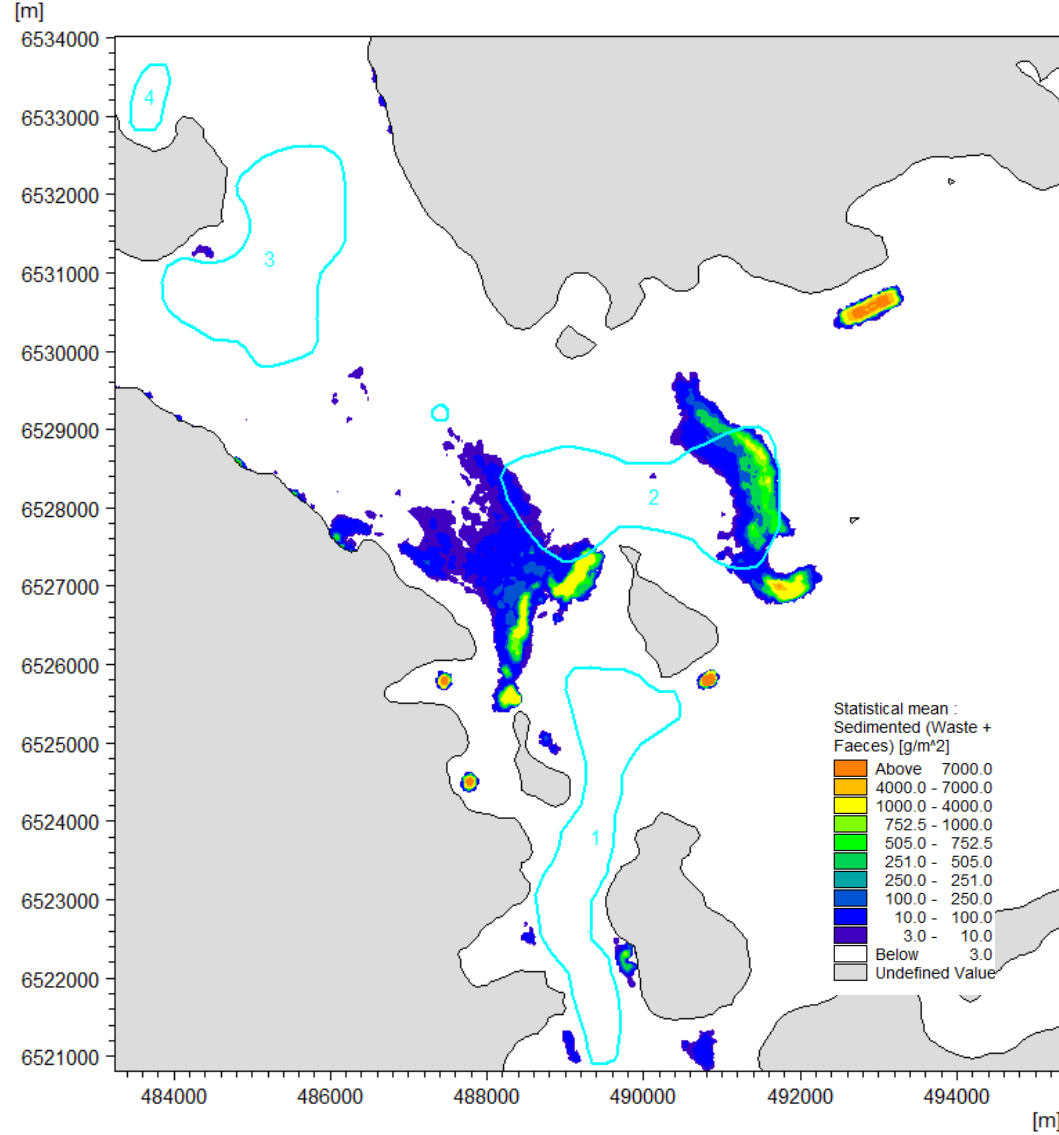 [m]
6534000
6533000
6532000
6531000
6530000
6529000
6528000
6527000
6526000
6525000
6524000
6523000
6522000
6521000
4
3
2
1
Statistical mean :
Sedimented (Waste +
Faeces) [g/m^2]
Above 7000.0
4000.0 - 7000.0
1000.0 - 4000.0
752.5 - 1000.0
505.0 - 752.5
251.0 - 505.0
250.0 - 251.0
100.0 - 250.0
10.0 - 100.0
3.0 - 10.0
Below 3.0
Undefined Value
484000 486000 488000 490000 492000 494000
[m]